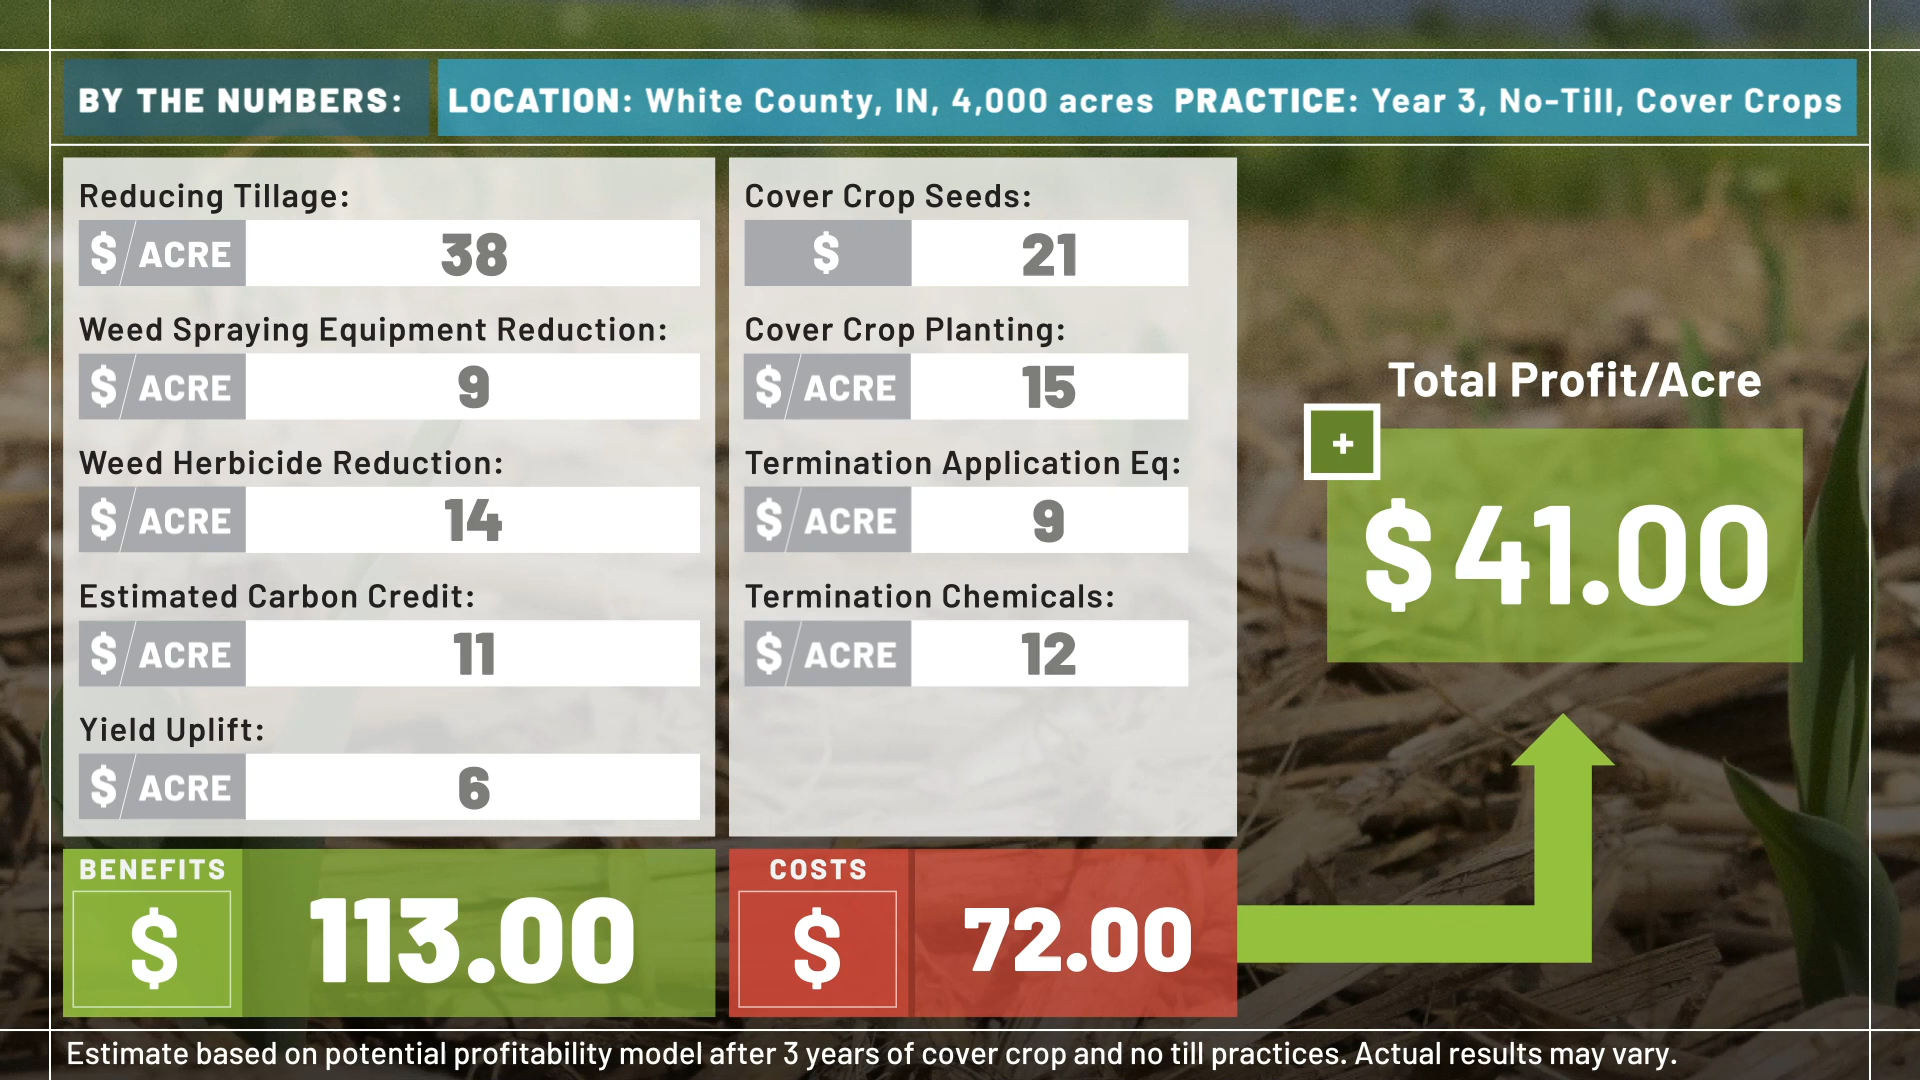 BY THE NUMBERS: LOCATION: White County, IN, 4,000 acres PRACTICE: Year 3, No-Till, Cover Crops
Reducing Tillage:
$/ACRE 38
Weed Spraying Equipment Reduction:
$/ACRE 9
Weed Herbicide Reduction:
$/ACRE 14
Estimated Carbon Credit:
$/ACRE 11
Yield Uplift:
$/ACRE 6
BENEFITS
$ 113.00
Cover Crop Seeds:
$ 21
Cover Crop Planting:
$/ACRE 15
Termination Application Eq:
$/ACRE 9
Termination Chemicals:
$/ACRE 12
COSTS
$ 72.00
Total Profit/Acre
+
$41.00
Estimate based on potential profitability model after 3 years of cover crop and no till practices. Actual results may vary.